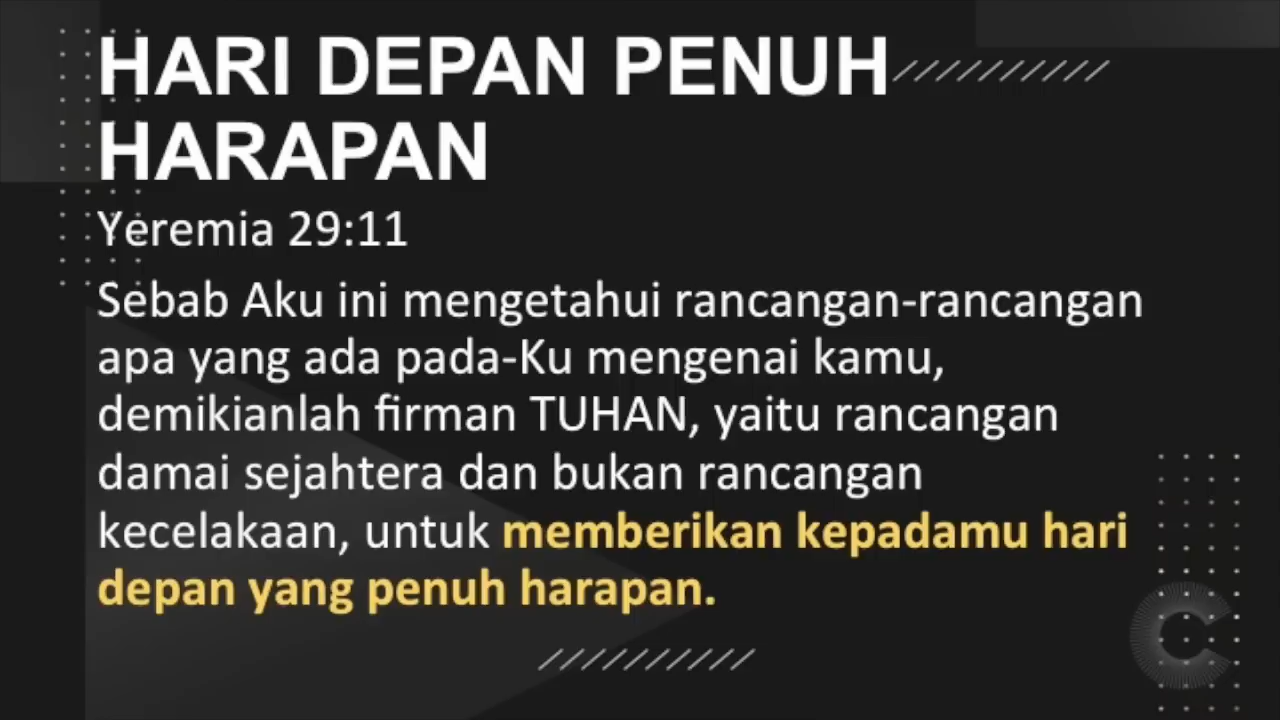 HARI DEPAN PENUH
HARAPAN
Yeremia 29:11
Sebab Aku ini mengetahui rancangan-rancangan
apa yang ada pada-Ku mengenai kamu,
demikianlah firman TUHAN, yaitu rancangan
damai sejahtera dan bukan rancangan
kecelakaan, untuk memberikan kepadamu hari
depan yang penuh harapan.